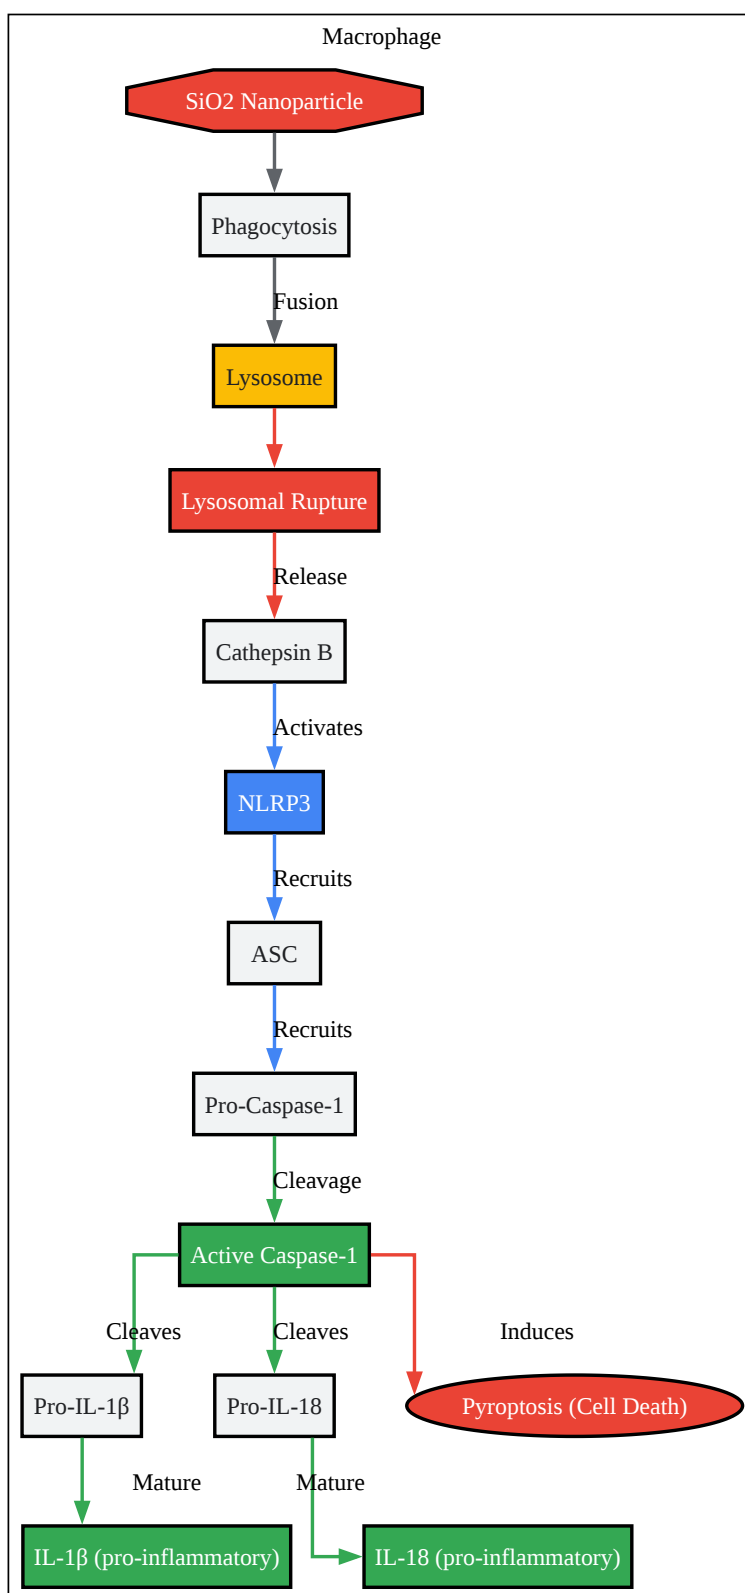 Macrophage
SiO2 Nanoparticle
Phagocytosis
Fusion
Lysosome
Lysosomal Rupture
Release
Cathepsin B
Activates
NLRP3
Recruits
ASC
Recruits
Pro-Caspase-1
Cleavage
Active Caspase-1
Cleaves
Cleaves
Induces
Pro-IL-1β
Pro-IL-18
Pyroptosis (Cell Death)
Mature
Mature
IL-1β (pro-inflammatory)
IL-18 (pro-inflammatory)